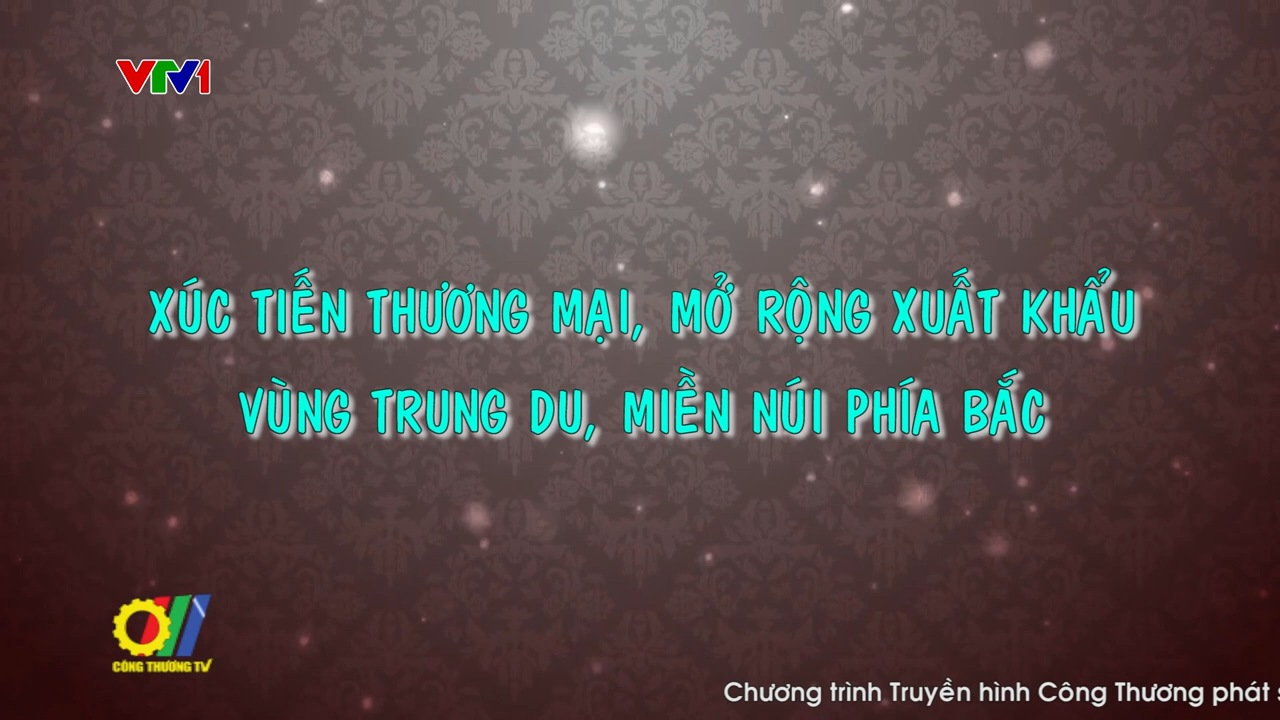 VTV1
XÚC TIẾN THƯƠNG MẠI, MỞ RỘNG XUẤT KHẨU
VÙNG TRUNG DU, MIỀN NÚI PHÍA BẮC
CÔNG THƯƠNG TV
Chương trình Truyền hình Công Thương phát